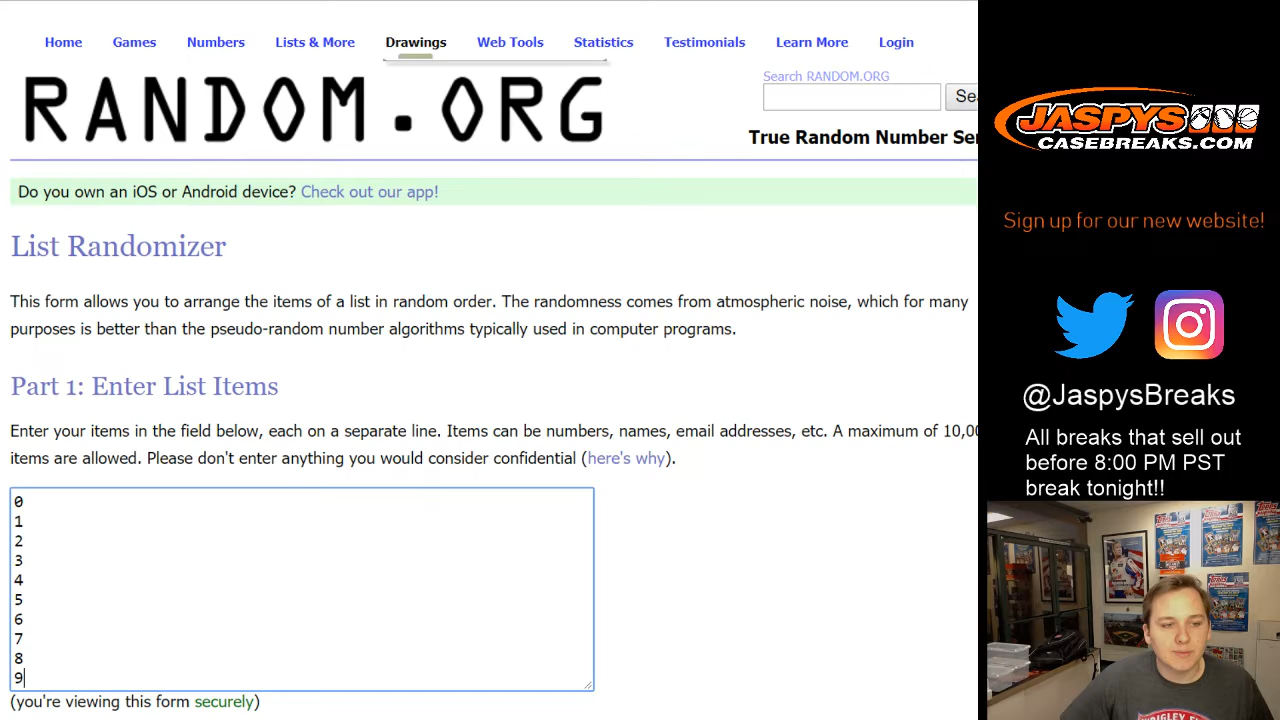 Home Games Numbers Lists & More Drawings Web Tools Statistics Testimonials Learn More Login
RANDOM.ORG
Search RANDOM.ORG
True Random Number Ser
Do you own an iOS or Android device? Check out our app!
List Randomizer
This form allows you to arrange the items of a list in random order. The randomness comes from atmospheric noise, which for many
purposes is better than the pseudo-random number algorithms typically used in computer programs.
Part 1: Enter List Items
Enter your items in the field below, each on a separate line. Items can be numbers, names, email addresses, etc. A maximum of 10,00
items are allowed. Please don't enter anything you would consider confidential (here's why).
0
1
2
3
4
5
6
7
8
9
(you're viewing this form securely)
JASPYS
CASEBREAKS.COM
Sign up for our new website!
@JaspysBreaks
All breaks that sell out
before 8:00 PM PST
break tonight!!